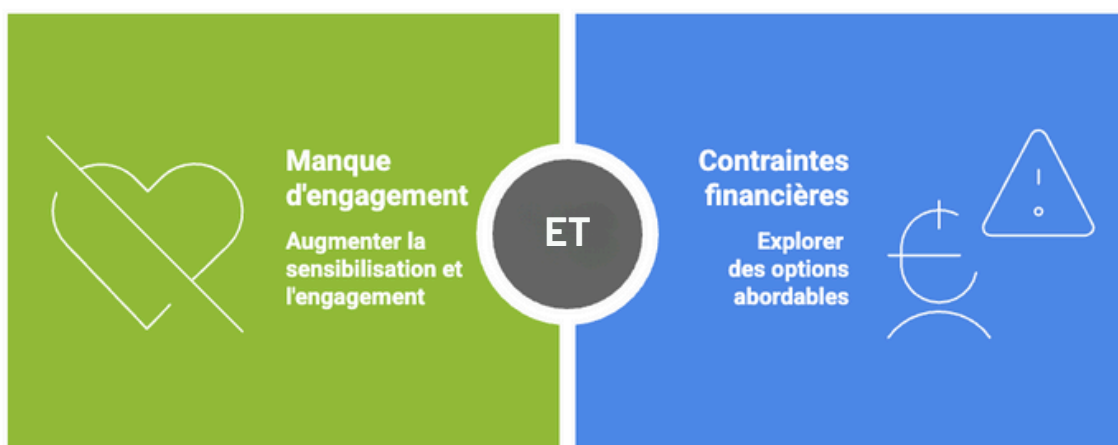 Manque
d'engagement
Augmenter la
sensibilisation et
l'engagement
ET
Contraintes
financières
Explorer
des options
abordables